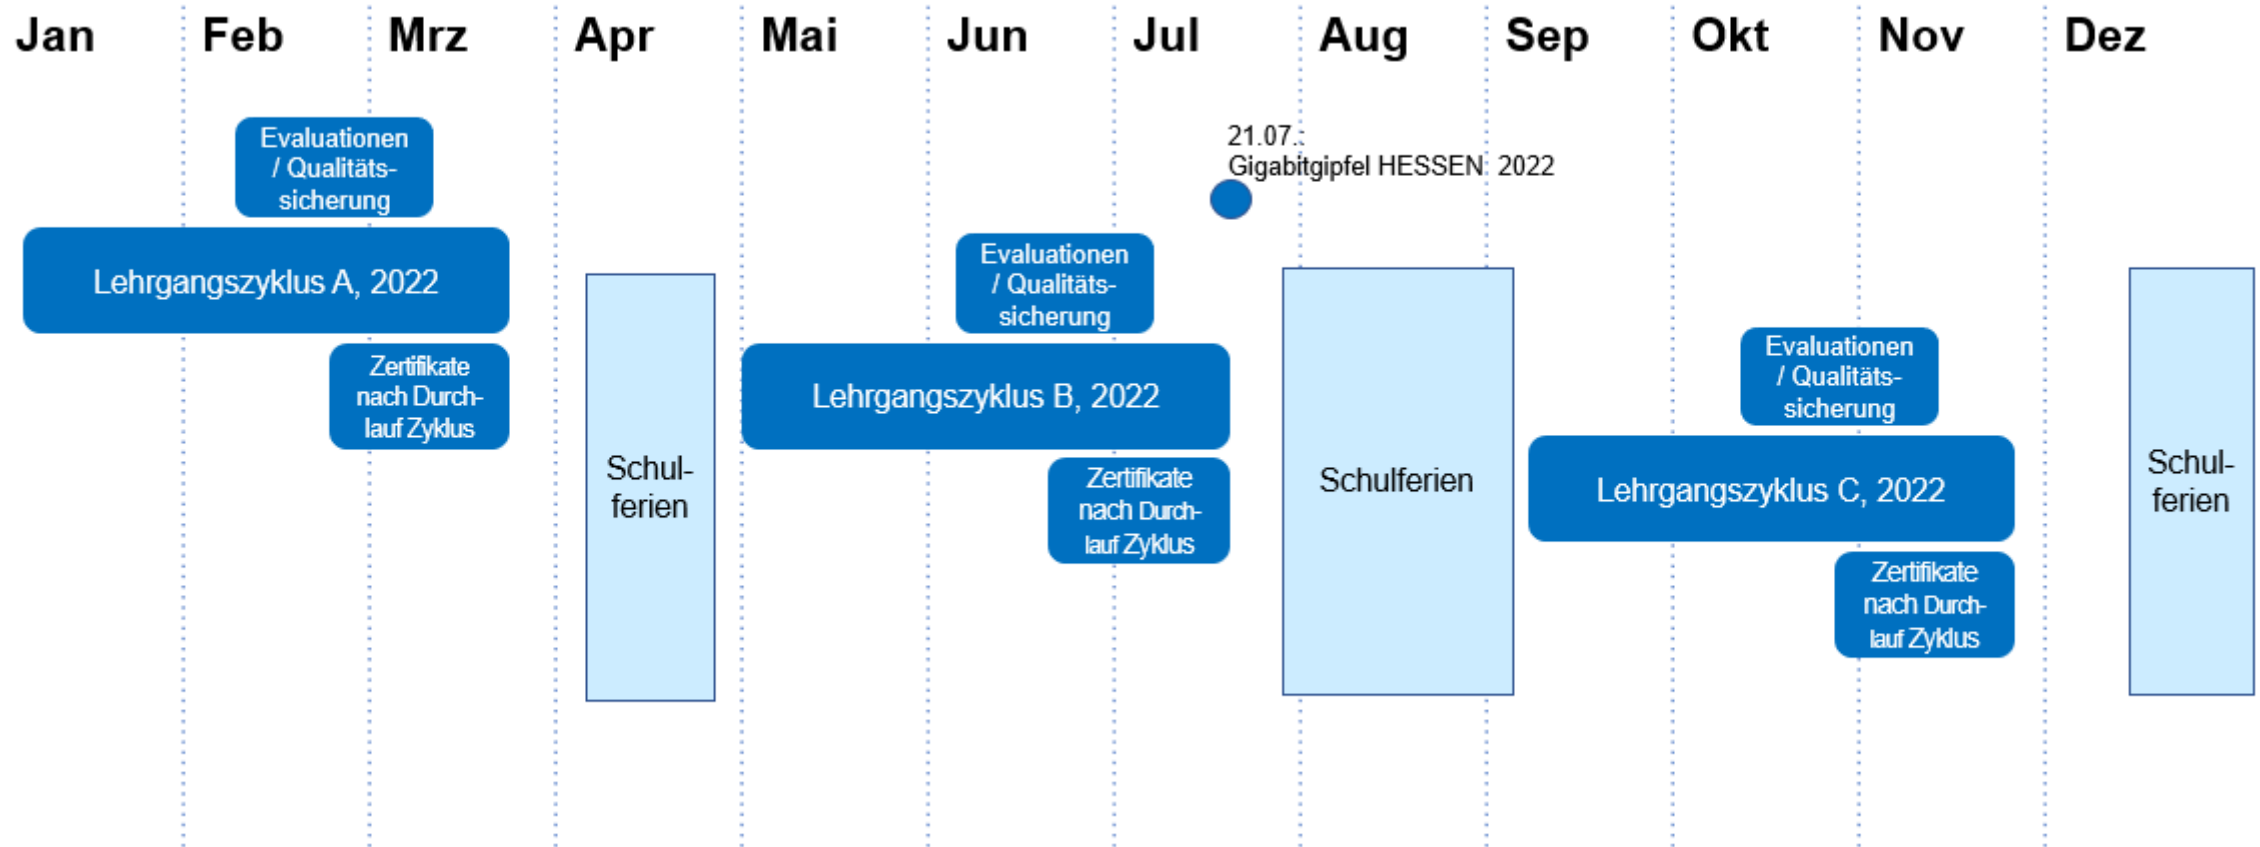 Jan
Feb
Mrz
Apr
Mai
Jun
Jul
Aug
Sep
Okt
Nov
Dez
Evaluationen
/ Qualitäts-
sicherung
Lehrgangszyklus A, 2022
Zertifikate
nach Durch-
lauf Zyklus
Schul-
ferien
21.07.:
Gigabitgipfel HESSEN 2022
Evaluationen
/ Qualitäts-
sicherung
Lehrgangszyklus B, 2022
Zertifikate
nach Durch-
lauf Zyklus
Schulferien
Evaluationen
/ Qualitäts-
sicherung
Lehrgangszyklus C, 2022
Zertifikate
nach Durch-
lauf Zyklus
Schul-
ferien